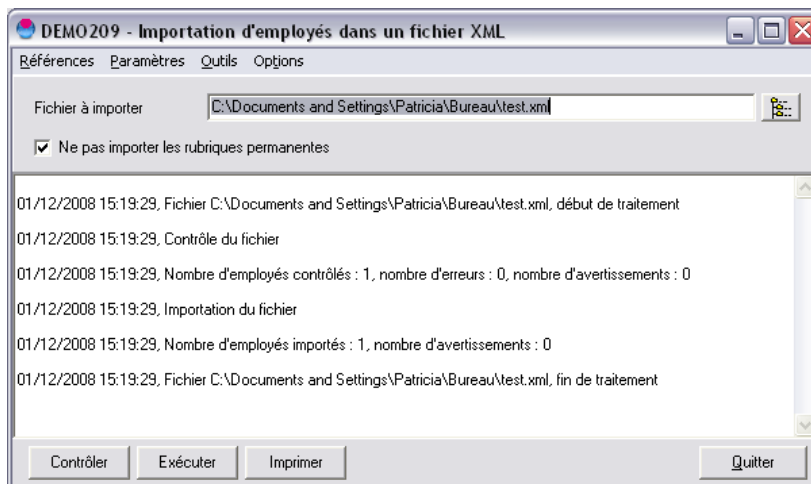 DEMO209 - Importation d'employés dans un fichier XML
Références Paramètres Outils Options
Fichier à importer C:\Documents and Settings\Patricia\Bureau\test.xml
Ne pas importer les rubriques permanentes
01/12/2008 15:19:29, Fichier C:\Documents and Settings\Patricia\Bureau\test.xml, début de traitement
01/12/2008 15:19:29, Contrôle du fichier
01/12/2008 15:19:29, Nombre d'employés contrôlés : 1, nombre d'erreurs : 0, nombre d'avertissements : 0
01/12/2008 15:19:29, Importation du fichier
01/12/2008 15:19:29, Nombre d'employés importés : 1, nombre d'avertissements : 0
01/12/2008 15:19:29, Fichier C:\Documents and Settings\Patricia\Bureau\test.xml, fin de traitement
Contrôler Exécuter Imprimer Quitter